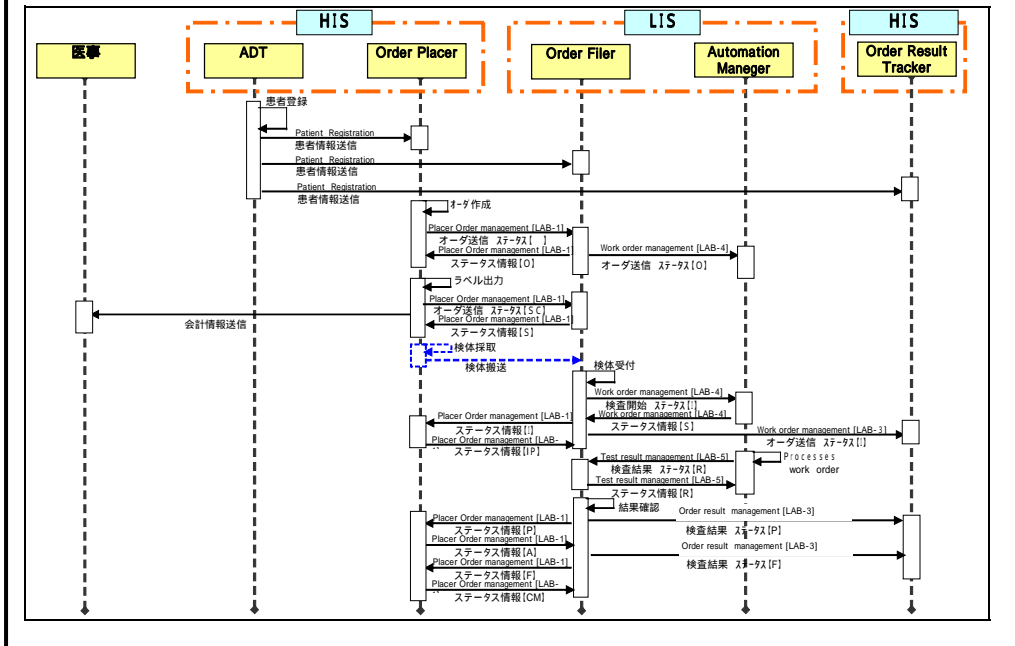 HIS
LIS
HIS
医事
ADT
Order Placer
Order Filer
Automation
Maneger
Order Result
Tracker
患者登録
Patient Registration
患者情報送信
Patient Registration
患者情報送信
Patient Registration
患者情報送信
オーダ作成
Placer Order management [LAB-1]
オーダ送信 ステータス[ ]
Placer Order management [LAB-1
ステータス情報[O]
Work order management [LAB-4]
オーダ送信 ステータス[O]
ラベル出力
Placer Order management [LAB-1]
オーダ送信 ステータス[SC]
Placer Order management [LAB-1
ステータス情報[S]
会計情報送信
検体採取
検体搬送
検体受付
Work order management [LAB-4]
検査開始 ステータス[I]
Work order management [LAB-4]
ステータス情報[S]
Placer Order management [LAB-1]
ステータス情報[I]
Placer Order management [LAB-
ステータス情報[IP]
Work order management [LAB-3]
オーダ送信 ステータス[I]
Test result management [LAB-5]
検査結果 ステータス[R]
Test result management [LAB-5]
ステータス情報[R]
Processes
work order
結果確認
Placer Order management [LAB-1]
ステータス情報[P]
Order result management [LAB-3]
検査結果 ステータス[P]
Placer Order management [LAB-1]
ステータス情報[A]
Order result management [LAB-3]
検査結果 ステータス[F]
Placer Order management [LAB-1]
ステータス情報[F]
Placer Order management [LAB-
ステータス情報[CM]